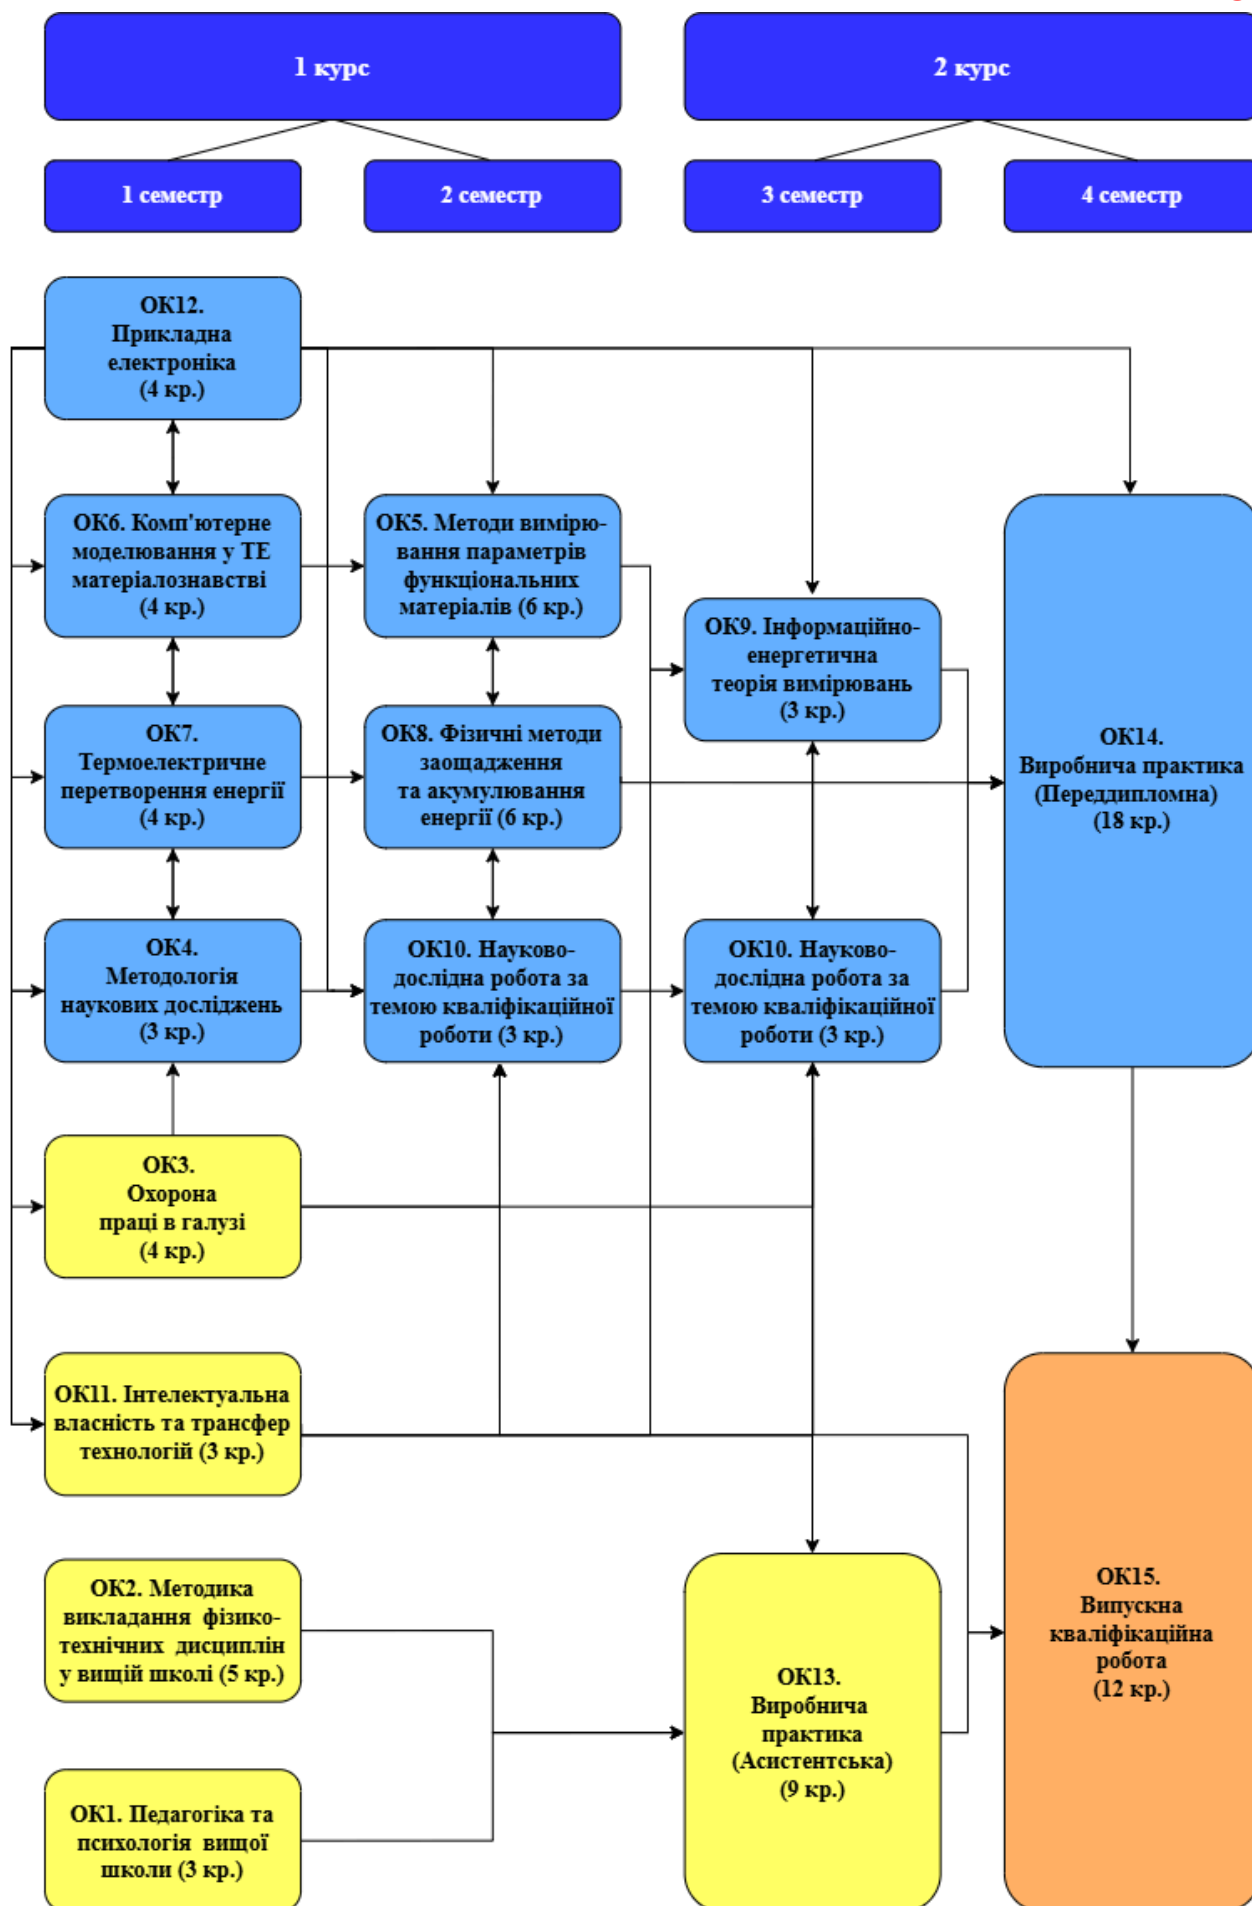 1 курс
2 курс
1 семестр
2 семестр
3 семестр
4 семестр
ОК12.
Прикладна
електроніка
(4 кр.)
ОК6. Комп'ютерне
моделювання у ТЕ
матеріалознавстві
(4 кр.)
ОК5. Методи вимірю-
вання параметрів
функціональних
матеріалів (6 кр.)
ОК9. Інформаційно-
енергетична
теорія вимірювань
(3 кр.)
ОК7.
Термоелектричне
перетворення енергії
(4 кр.)
ОК8. Фізичні методи
заощадження
та акумулювання
енергії (6 кр.)
ОК14.
Виробнича практика
(Переддипломна)
(18 кр.)
ОК4.
Методологія
наукових досліджень
(3 кр.)
ОК10. Науково-
дослідна робота за
темою кваліфікаційної
роботи (3 кр.)
ОК10. Науково-
дослідна робота за
темою кваліфікаційної
роботи (3 кр.)
ОК3.
Охорона
праці в галузі
(4 кр.)
ОК11. Інтелектуальна
власність та трансфер
технологій (3 кр.)
ОК2. Методика
викладання фізико-
технічних дисциплін
у вищій школі (5 кр.)
ОК13.
Виробнича
практика
(Асистентська)
(9 кр.)
ОК15.
Випускна
кваліфікаційна
робота
(12 кр.)
ОК1. Педагогіка та
психологія вищої
школи (3 кр.)